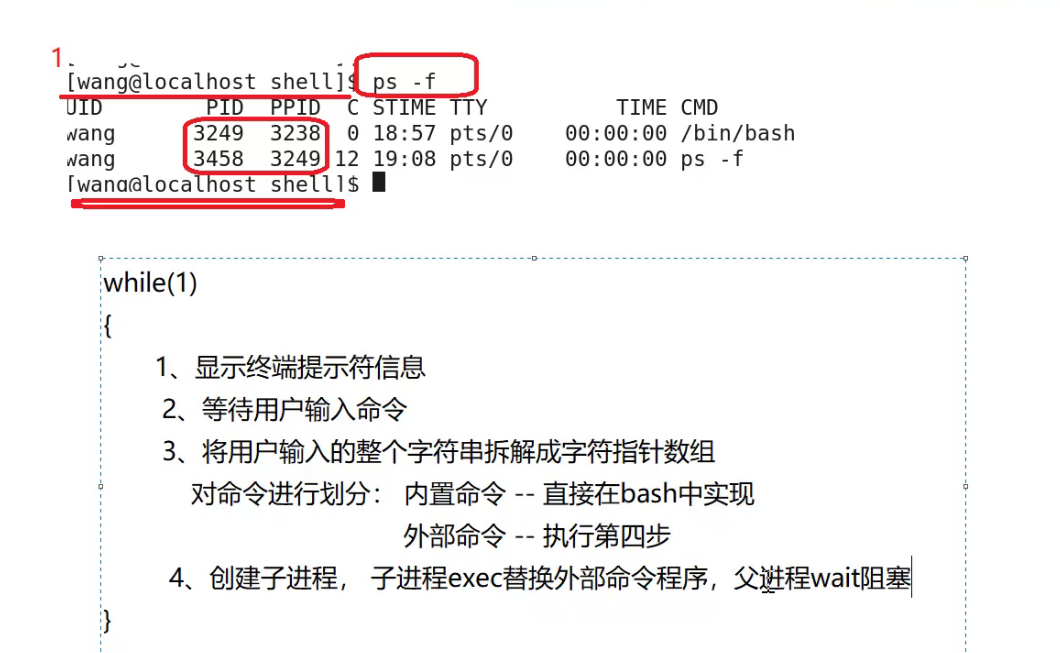 1
[wang@localhost shell]$ ps -f
UID PID PPID C STIME TTY TIME CMD
wang 3249 3238 0 18:57 pts/0 00:00:00 /bin/bash
wang 3458 3249 12 19:08 pts/0 00:00:00 ps -f
[wang@localhost shell]$
while(1)
{
1、显示终端提示符信息
2、等待用户输入命令
3、将用户输入的整个字符串拆解成字符指针数组
对命令进行划分： 内置命令 -- 直接在bash中实现
外部命令 -- 执行第四步
4、创建子进程， 子进程exec替换外部命令程序，父进程wait阻塞
}